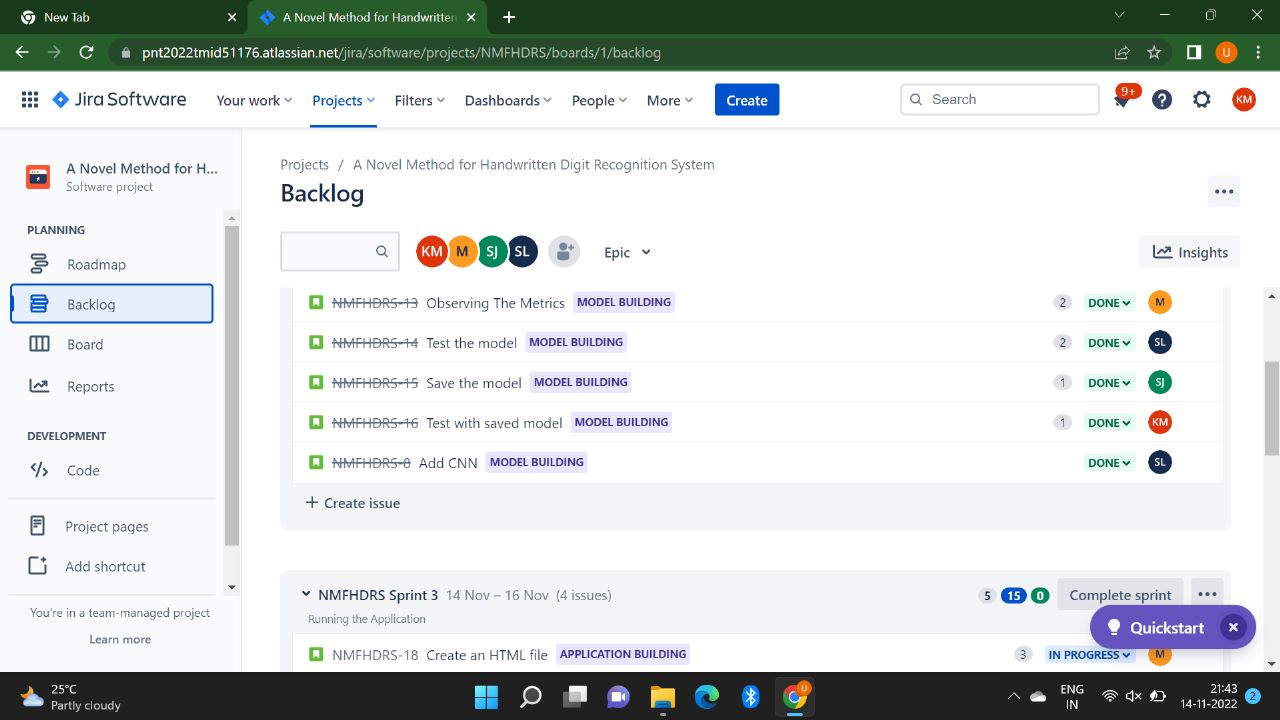 New Tab
A Novel Method for Handwritten
pnt2022tmid51176.atlassian.net/jira/software/projects/NMFHDRS/boards/1/backlog
U
Jira Software
Your work
Projects
Filters
Dashboards
People
More
Create
Search
9+
KM
A Novel Method for H...
Software project
PLANNING
Roadmap
Backlog
Board
Reports
DEVELOPMENT
Code
Project pages
Add shortcut
You're in a team-managed project
Learn more
Projects / A Novel Method for Handwritten Digit Recognition System
Backlog
KM M SJ SL
Epic
Insights
NMFHDRS-13 Observing The Metrics MODEL BUILDING 2 DONE M
NMFHDRS-14 Test the model MODEL BUILDING 2 DONE SL
NMFHDRS-15 Save the model MODEL BUILDING 1 DONE SJ
NMFHDRS-16 Test with saved model MODEL BUILDING 1 DONE KM
NMFHDRS-8 Add CNN MODEL BUILDING DONE SL
+ Create issue
NMFHDRS Sprint 3 14 Nov – 16 Nov (4 issues) 5 15 0 Complete sprint
Running the Application
Quickstart
NMFHDRS-18 Create an HTML file APPLICATION BUILDING 3 IN PROGRESS M
25°C
Partly cloudy
U
ENG
IN
21:43
14-11-2022
2